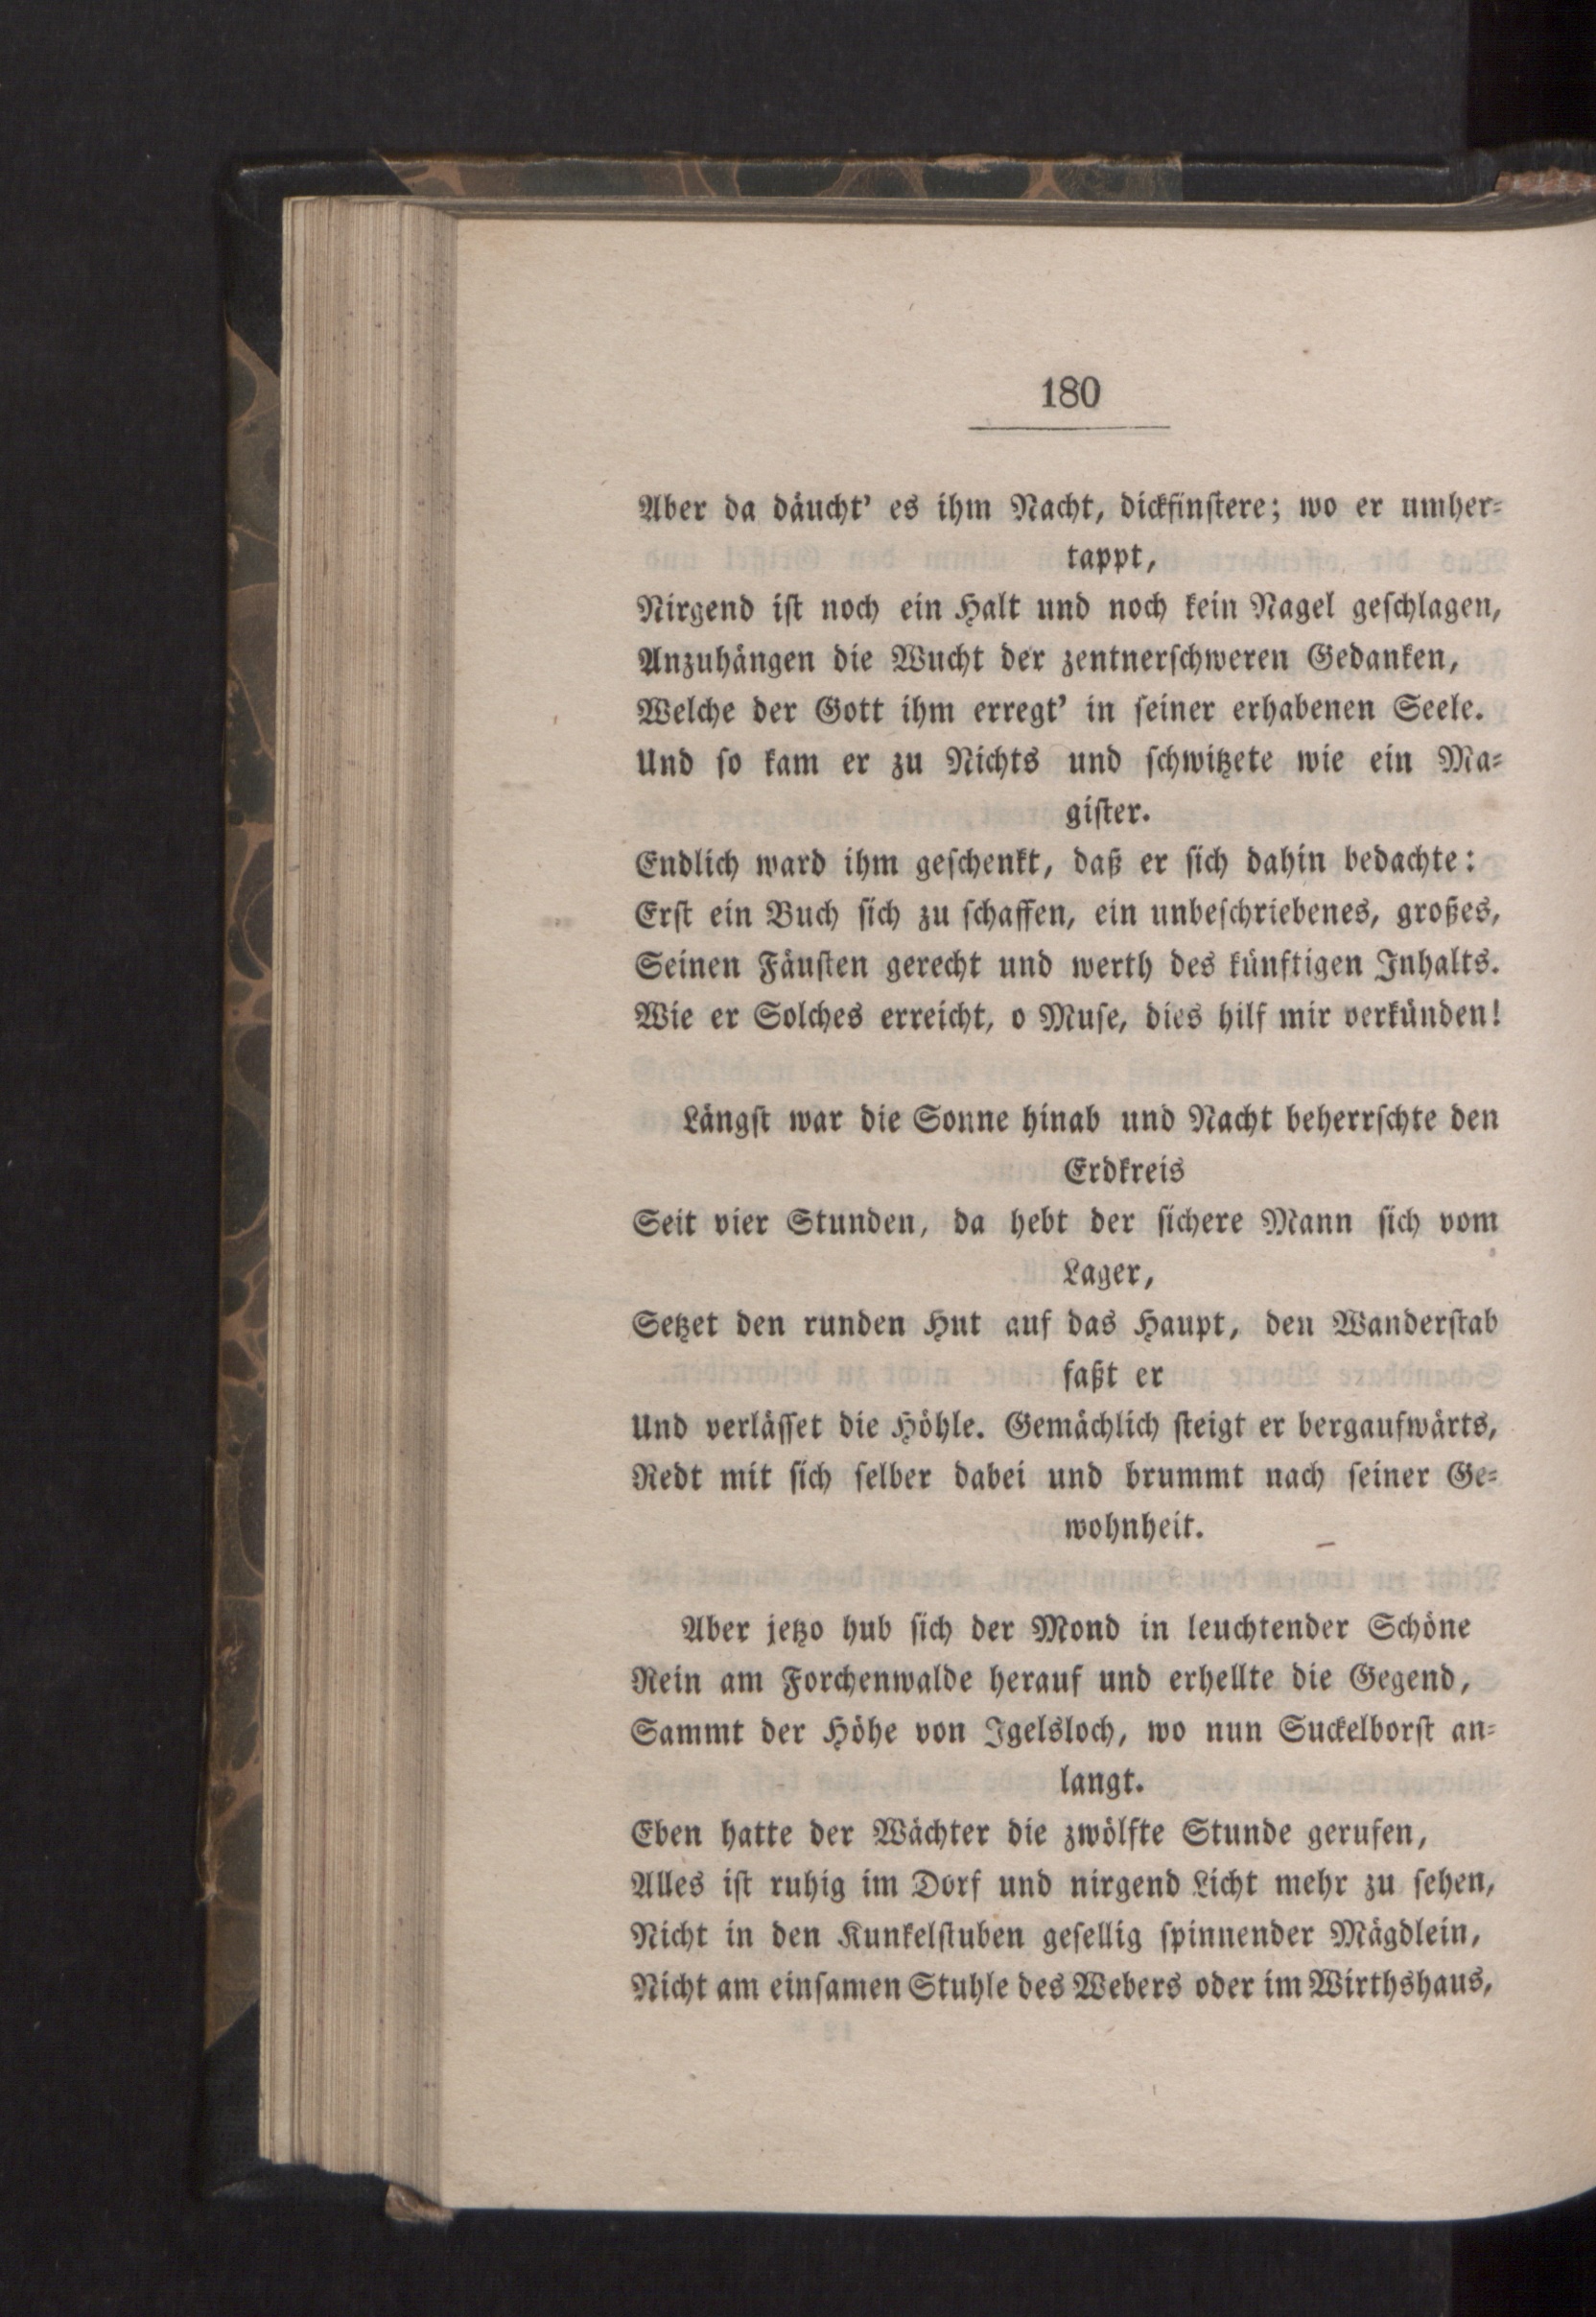 180
Aber da däucht' es ihm Nacht, dickfinstere; wo er umher-
tappt,
Nirgend ist noch ein Halt und noch kein Nagel geschlagen,
Anzuhängen die Wucht der zentnerschweren Gedanken,
Welche der Gott ihm erregt' in seiner erhabenen Seele.
Und so kam er zu Nichts und schwitzete wie ein Ma-
gister.
Endlich ward ihm geschenkt, daß er sich dahin bedachte:
Erst ein Buch sich zu schaffen, ein unbeschriebenes, großes,
Seinen Fäusten gerecht und werth des künftigen Inhalts.
Wie er Solches erreicht, o Muse, dies hilf mir verkünden!
Längst war die Sonne hinab und Nacht beherrschte den
Erdkreis
Seit vier Stunden, da hebt der sichere Mann sich vom
Lager,
Setzet den runden Hut auf das Haupt, den Wanderstab
faßt er
Und verlässet die Höhle. Gemächlich steigt er bergaufwärts,
Redt mit sich selber dabei und brummt nach seiner Ge-
wohnheit.
Aber jetzo hub sich der Mond in leuchtender Schöne
Rein am Forchenwalde herauf und erhellte die Gegend,
Sammt der Höhe von Igelsloch, wo nun Suckelborst an-
langt.
Eben hatte der Wächter die zwölfte Stunde gerufen,
Alles ist ruhig im Dorf und nirgend Licht mehr zu sehen,
Nicht in den Kunkelstuben gesellig spinnender Mägdlein,
Nicht am einsamen Stuhle des Webers oder im Wirthshaus,